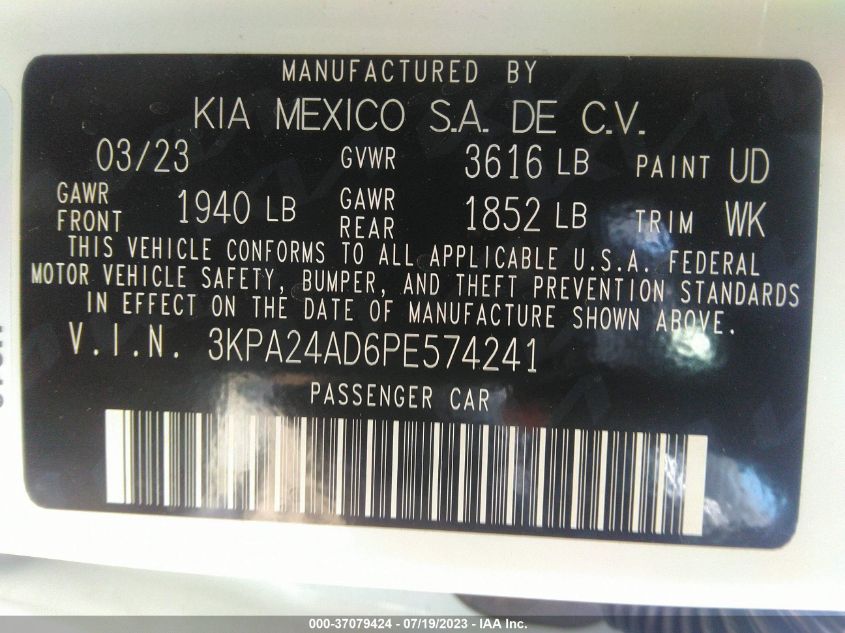 MANUFACTURED BY
KIA MEXICO S.A. DE C.V.
03/23 GVWR 3616 LB PAINT UD
GAWR FRONT 1940 LB GAWR REAR 1852 LB TRIM WK
THIS VEHICLE CONFORMS TO ALL APPLICABLE U.S.A. FEDERAL
MOTOR VEHICLE SAFETY, BUMPER, AND THEFT PREVENTION STANDARDS
IN EFFECT ON THE DATE OF MANUFACTURE SHOWN ABOVE.
V.I.N. 3KPA24AD6PE574241
PASSENGER CAR
000-37079424 - 07/19/2023 - IAA Inc.